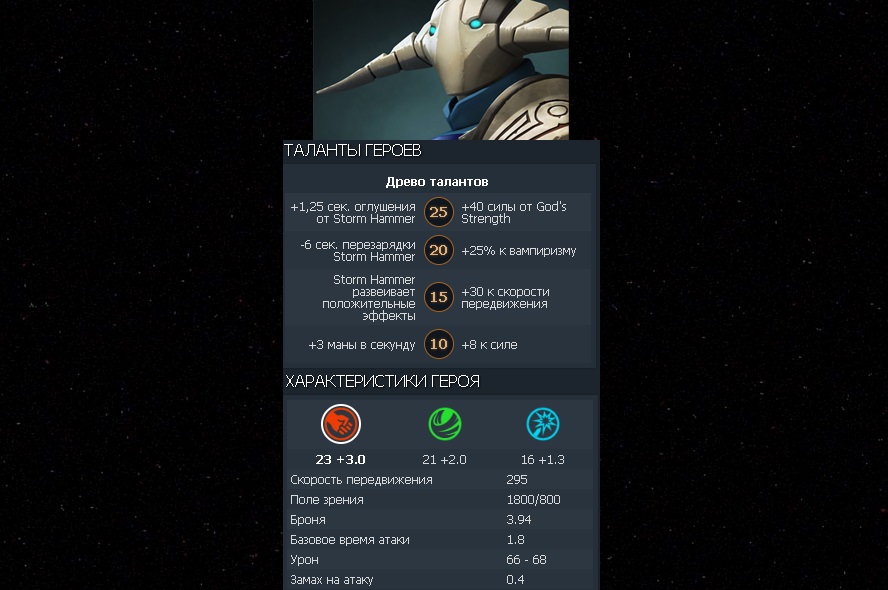 ТАЛАНТЫ ГЕРОЕВ
Древо талантов
+1,25 сек. оглушения
от Storm Hammer
25
+40 силы от God's
Strength
-6 сек. перезарядки
Storm Hammer
20
+25% к вампиризму
Storm Hammer
развеивает
положительные
эффекты
15
+30 к скорости
передвижения
+3 маны в секунду
10
+8 к силе
ХАРАКТЕРИСТИКИ ГЕРОЯ
23 +3.0
21 +2.0
16 +1.3
Скорость передвижения 295
Поле зрения 1800/800
Броня 3.94
Базовое время атаки 1.8
Урон 66 - 68
Замах на атаку 0.4